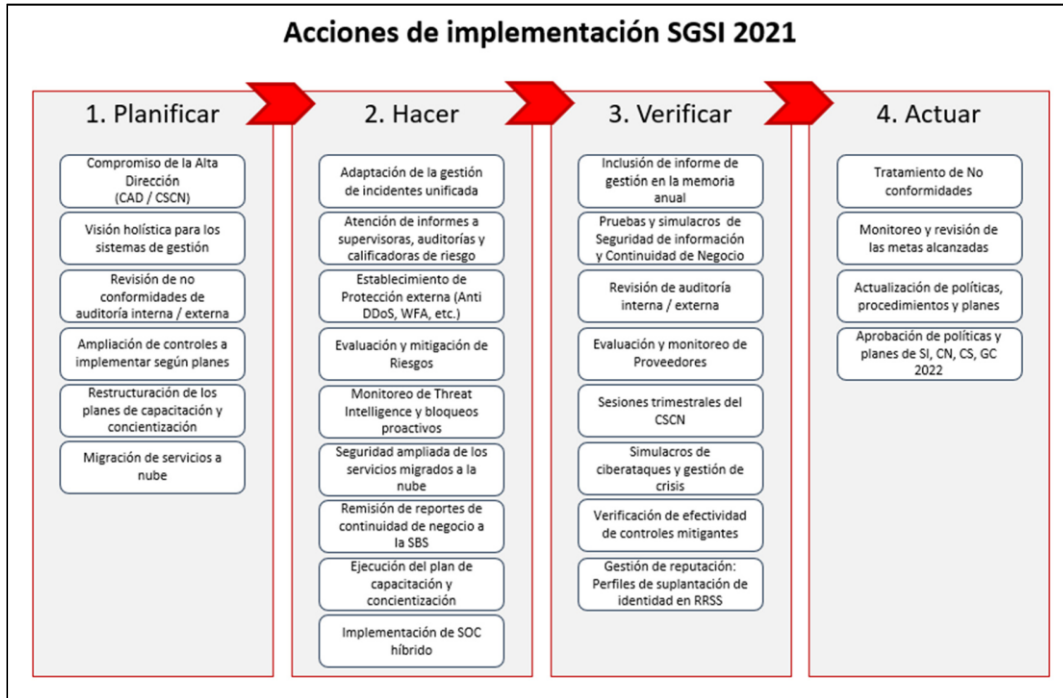 Acciones de implementación SGSI 2021
1. Planificar
Compromiso de la Alta
Dirección
(CAD / CSCN)
Visión holística para los
sistemas de gestión
Revisión de no
conformidades de
auditoría interna / externa
Ampliación de controles a
implementar según planes
Restructuración de los
planes de capacitación y
concientización
Migración de servicios a
nube
2. Hacer
Adaptación de la gestión
de incidentes unificada
Atención de informes a
supervisoras, auditorías y
calificadoras de riesgo
Establecimiento de
Protección externa (Anti
DDoS, WFA, etc.)
Evaluación y mitigación de
Riesgos
Monitoreo de Threat
Intelligence y bloqueos
proactivos
Seguridad ampliada de los
servicios migrados a la
nube
Remisión de reportes de
continuidad de negocio a
la SBS
Ejecución del plan de
capacitación y
concientización
Implementación de SOC
híbrido
3. Verificar
Inclusión de informe de
gestión en la memoria
anual
Pruebas y simulacros de
Seguridad de información
y Continuidad de Negocio
Revisión de auditoría
interna / externa
Evaluación y monitoreo de
Proveedores
Sesiones trimestrales del
CSCN
Simulacros de
ciberataques y gestión de
crisis
Verificación de efectividad
de controles mitigantes
Gestión de reputación:
Perfiles de suplantación de
identidad en RRSS
4. Actuar
Tratamiento de No
conformidades
Monitoreo y revisión de
las metas alcanzadas
Actualización de políticas,
procedimientos y planes
Aprobación de políticas y
planes de SI, CN, CS, GC
2022